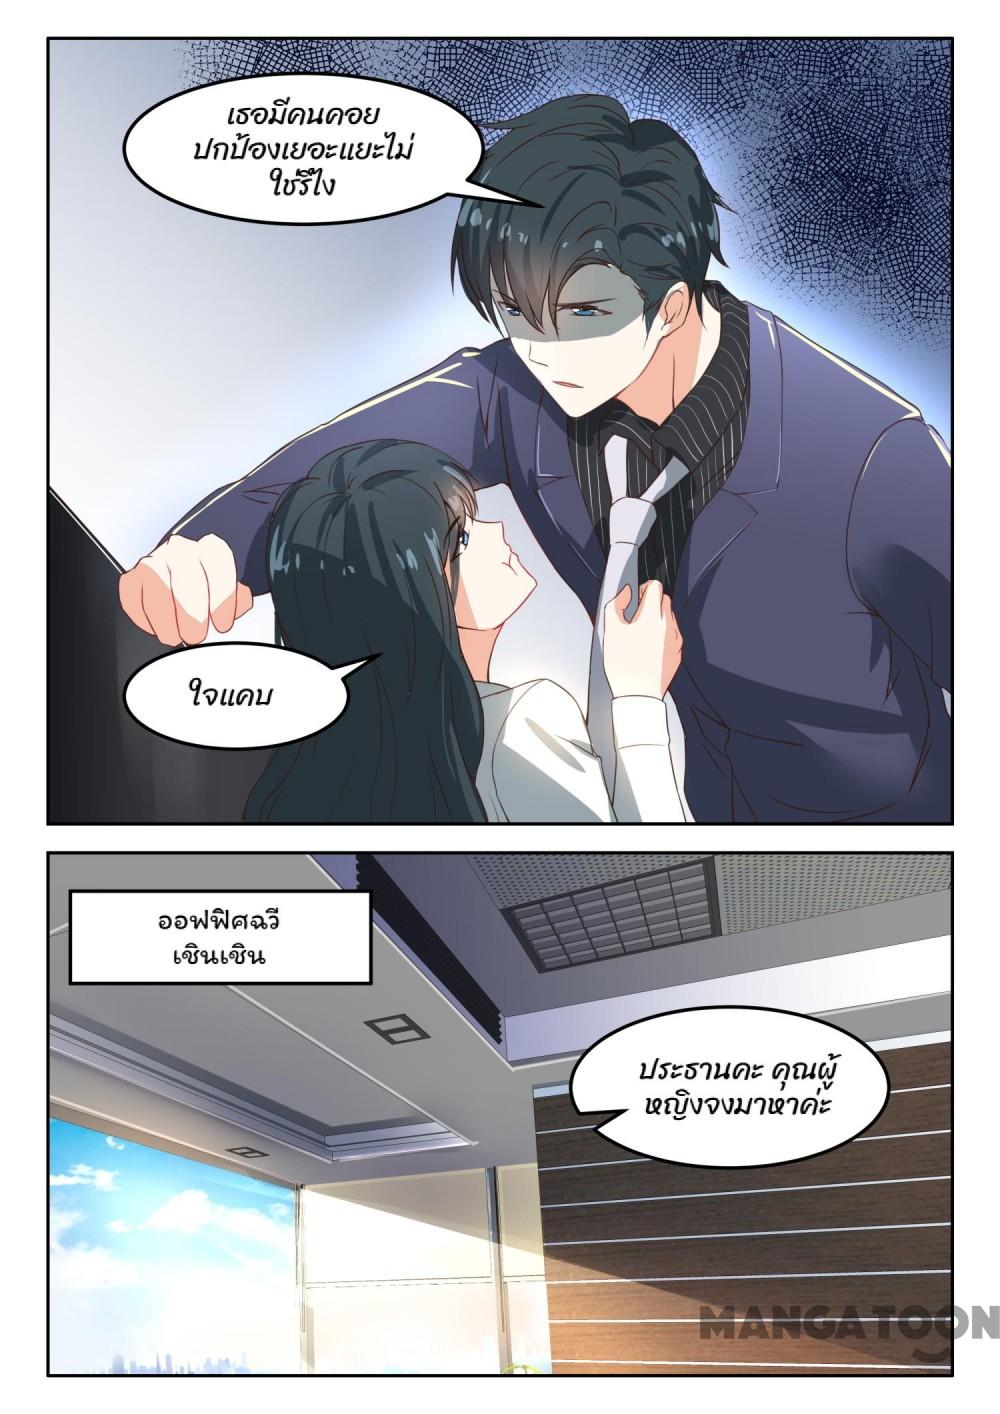 เธอมีคนคอย
ปกป้องเยอะแยะไม่
ใช่รึไง
ใจแคบ
ออฟฟิศฉวี
เชินเชิน
ประธานคะ คุณผู้
หญิงจงมาหาค่ะ
MANGATOON